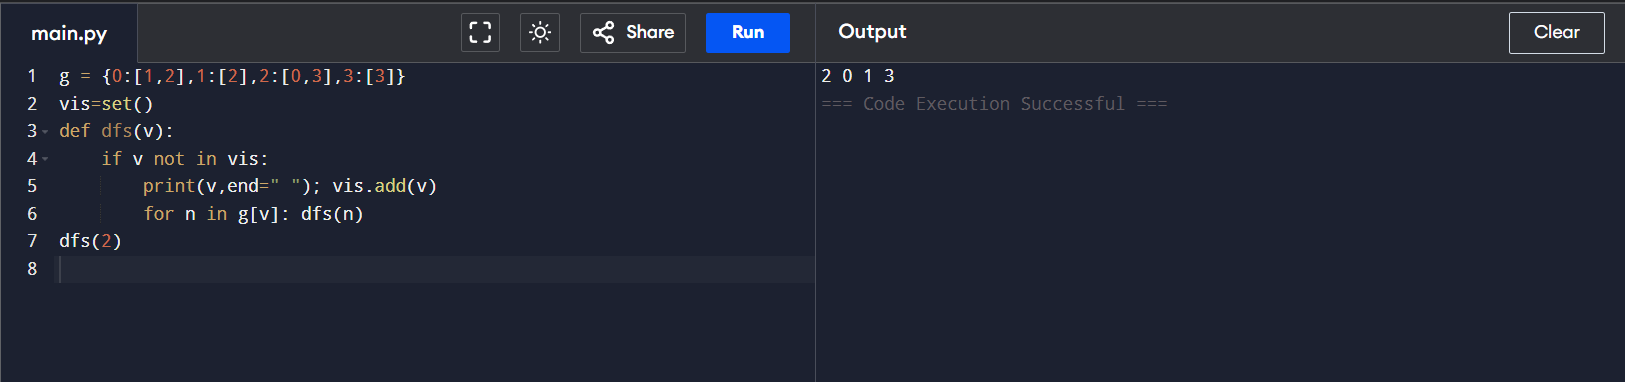 main.py
Share
Run
Output
Clear
1 g = {0:[1,2],1:[2],2:[0,3],3:[3]}
2 vis=set()
3 def dfs(v):
4     if v not in vis:
5         print(v,end=" "); vis.add(v)
6         for n in g[v]: dfs(n)
7 dfs(2)
8
2 0 1 3
=== Code Execution Successful ===